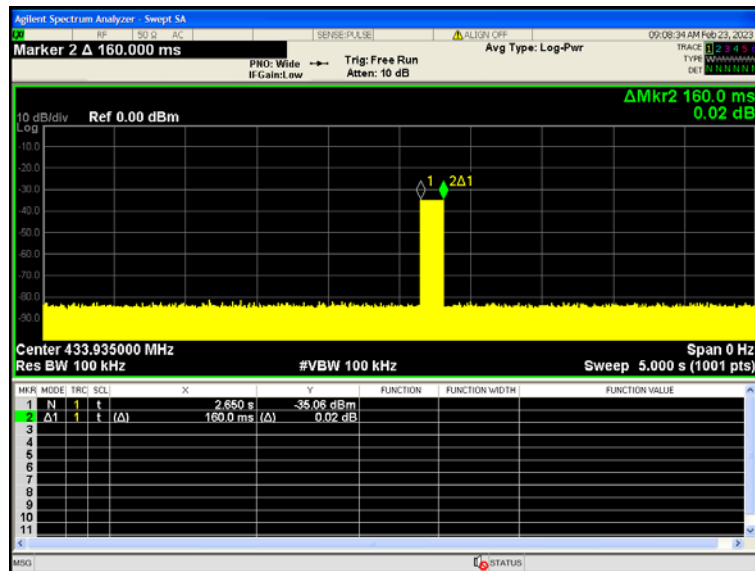 Agilent Spectrum Analyzer - Swept SA
RF 50 Ω AC SENSE:PULSE ALIGN OFF 09:08:34 AM Feb 23, 2023
Marker 2 Δ 160.000 ms
Avg Type: Log-Pwr
TRACE 1 2 3 4 5 6
PNO: Wide Trig: Free Run
TYPE
IFGain:Low Atten: 10 dB
DET N N N N N N
ΔMkr2 160.0 ms
0.02 dB
10 dB/div Ref 0.00 dBm
Log
-10.0
-20.0
-30.0
1 2Δ1
-40.0
-50.0
-60.0
-70.0
-80.0
-90.0
Center 433.935000 MHz Span 0 Hz
Res BW 100 kHz #VBW 100 kHz Sweep 5.000 s (1001 pts)
MKR MODE TRC SCL X Y FUNCTION FUNCTION WIDTH FUNCTION VALUE
1 N 1 t 2.650 s -35.06 dBm
2 Δ1 1 t (Δ) 160.0 ms (Δ) 0.02 dB
3
4
5
6
7
8
9
10
11
MSG STATUS